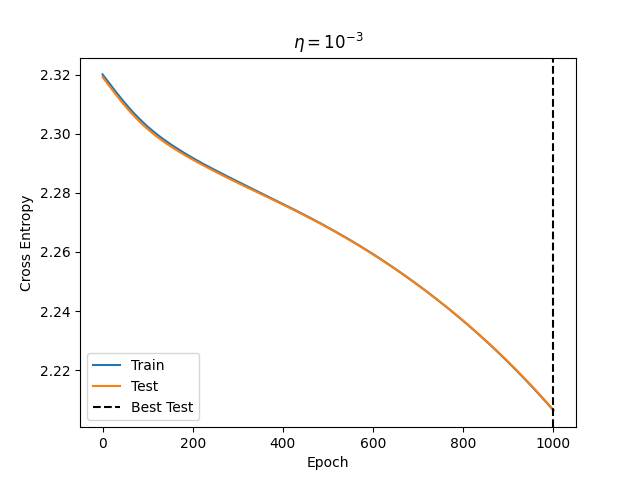 η = 10⁻³
2.32
2.30
2.28
2.26
2.24
2.22
Cross Entropy
Train
Test
Best Test
0 200 400 600 800 1000
Epoch